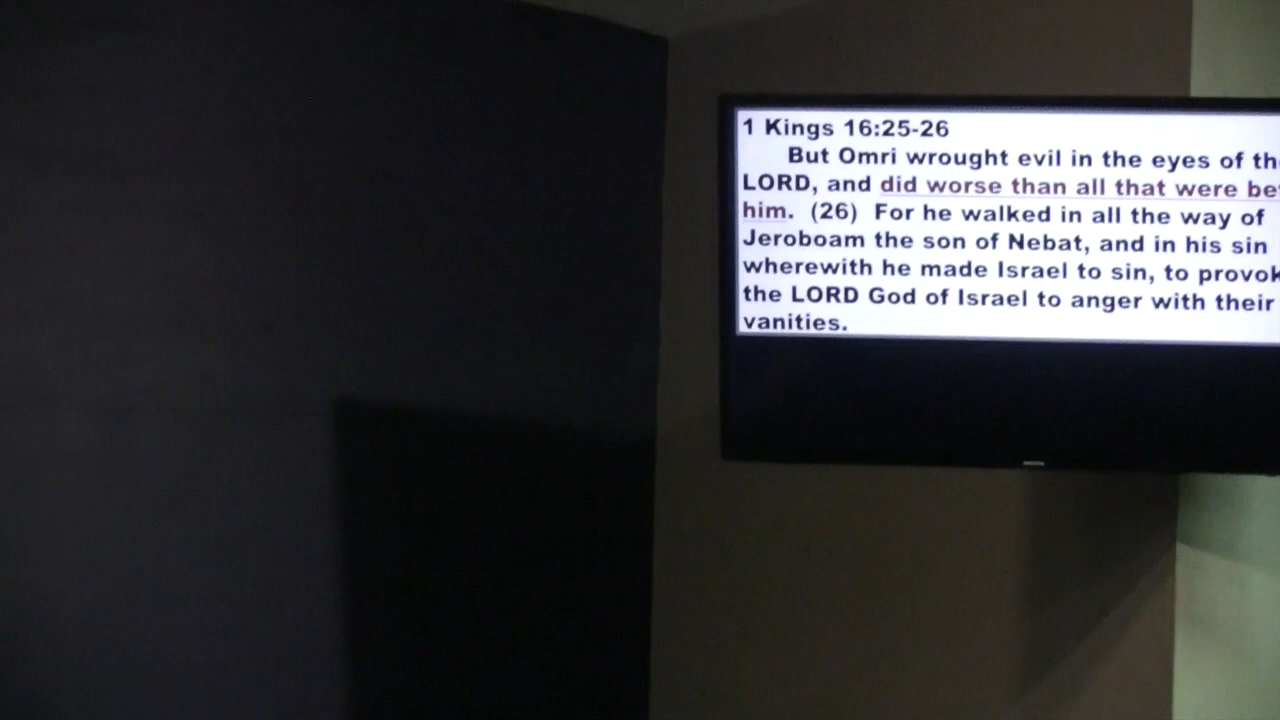 1 Kings 16:25-26
But Omri wrought evil in the eyes of th
LORD, and did worse than all that were be
him. (26) For he walked in all the way of
Jeroboam the son of Nebat, and in his sin
wherewith he made Israel to sin, to provok
the LORD God of Israel to anger with their
vanities.